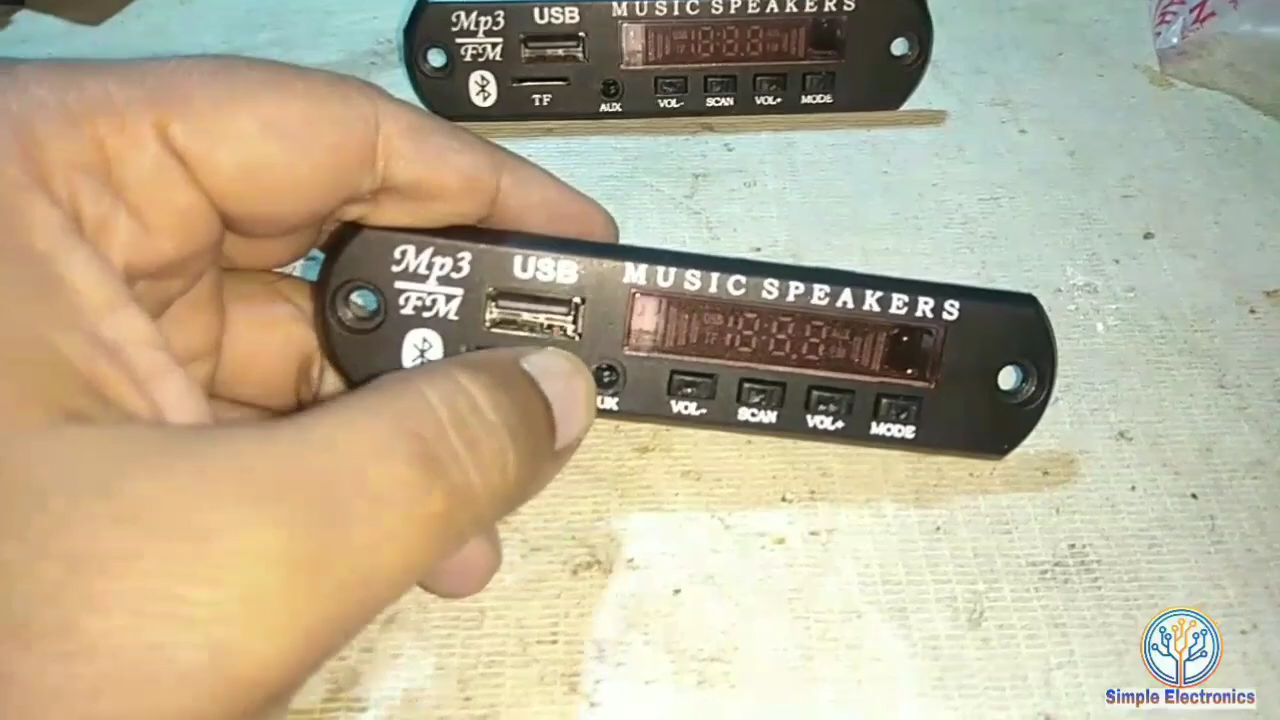 Mp3
FM
USB
MUSIC SPEAKERS
TF
AUX
VOL-
SCAN
VOL+
MODE
Mp3
FM
USB
MUSIC SPEAKERS
VOL-
SCAN
VOL+
MODE
Simple Electronics